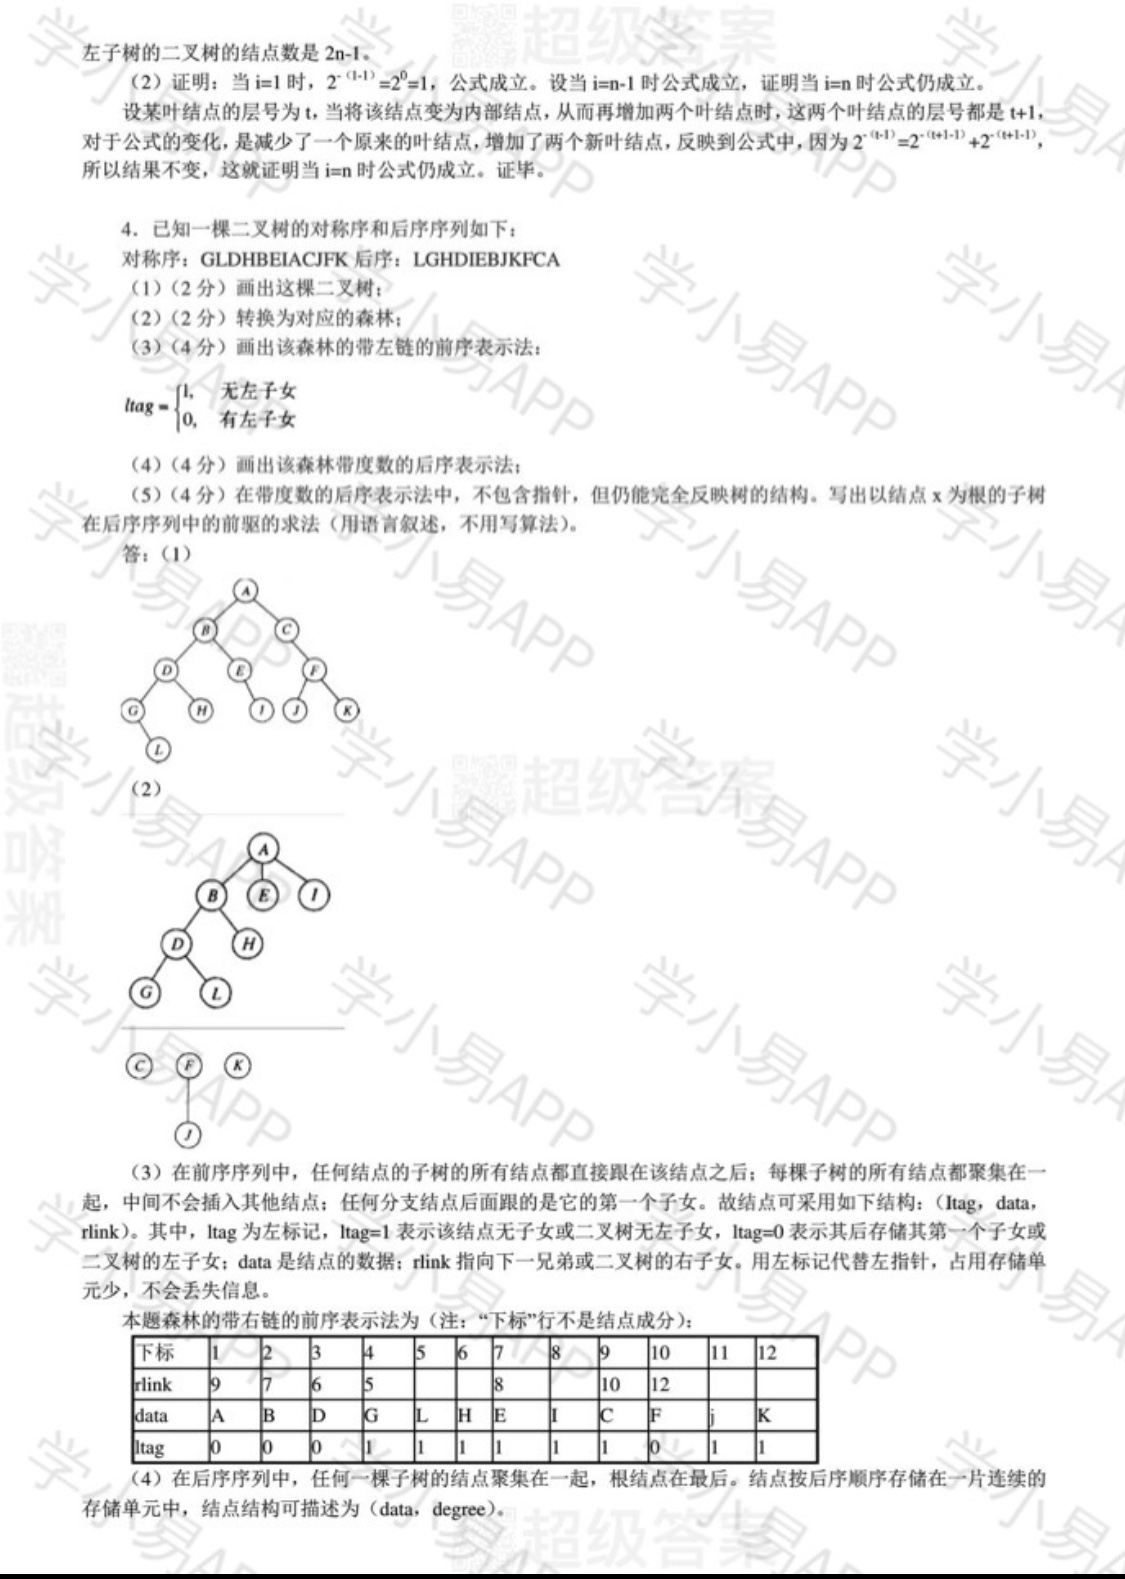 左子树的二叉树的结点数是 2n-1。
（2）证明：当 i=1 时，2-（1-1）=20=1，公式成立。设当 i=n-1 时公式成立，证明当 i=n 时公式仍成立。
设某叶结点的层号为 t，当将该结点变为内部结点，从而再增加两个叶结点时，这两个叶结点的层号都是 t+1，
对于公式的变化，是减少了一个原来的叶结点，增加了两个新叶结点，反映到公式中，因为 2-（t-1）=2-（t+1-1）+2-（t+1-1），
所以结果不变，这就证明当 i=n 时公式仍成立。证毕。
4．已知一棵二叉树的对称序和后序序列如下：
对称序：GLDHBEIACJFK 后序：LGHDIEBJKFCA
（1）（2 分）画出这棵二叉树；
（2）（2 分）转换为对应的森林；
（3）（4 分）画出该森林的带左链的前序表示法：
ltag = {1, 无左子女
0, 有左子女
（4）（4 分）画出该森林带度数的后序表示法；
（5）（4 分）在带度数的后序表示法中，不包含指针，但仍能完全反映树的结构。写出以结点 x 为根的子树
在后序序列中的前驱的求法（用语言叙述，不用写算法）。
答：（1）
A
B C
D E F
G H I J K
L
（2）
A
B E I
D H
G L
C F K
J
（3）在前序序列中，任何结点的子树的所有结点都直接跟在该结点之后；每棵子树的所有结点都聚集在一
起，中间不会插入其他结点；任何分支结点后面跟的是它的第一个子女。故结点可采用如下结构：（Itag，data，
rlink）。其中，ltag 为左标记，ltag=1 表示该结点无子女或二叉树无左子女，ltag=0 表示其后存储其第一个子女或
二叉树的左子女；data 是结点的数据；rlink 指向下一兄弟或二叉树的右子女。用左标记代替左指针，占用存储单
元少，不会丢失信息。
本题森林的带右链的前序表示法为（注：“下标”行不是结点成分）：
下标 1 2 3 4 5 6 7 8 9 10 11 12
rlink 9 7 6 5 8 10 12
data A B D G L H E I C F j K
ltag 0 0 0 1 1 1 1 1 1 0 1 1
（4）在后序序列中，任何一棵子树的结点聚集在一起，根结点在最后。结点按后序顺序存储在一片连续的
存储单元中，结点结构可描述为（data，degree）。